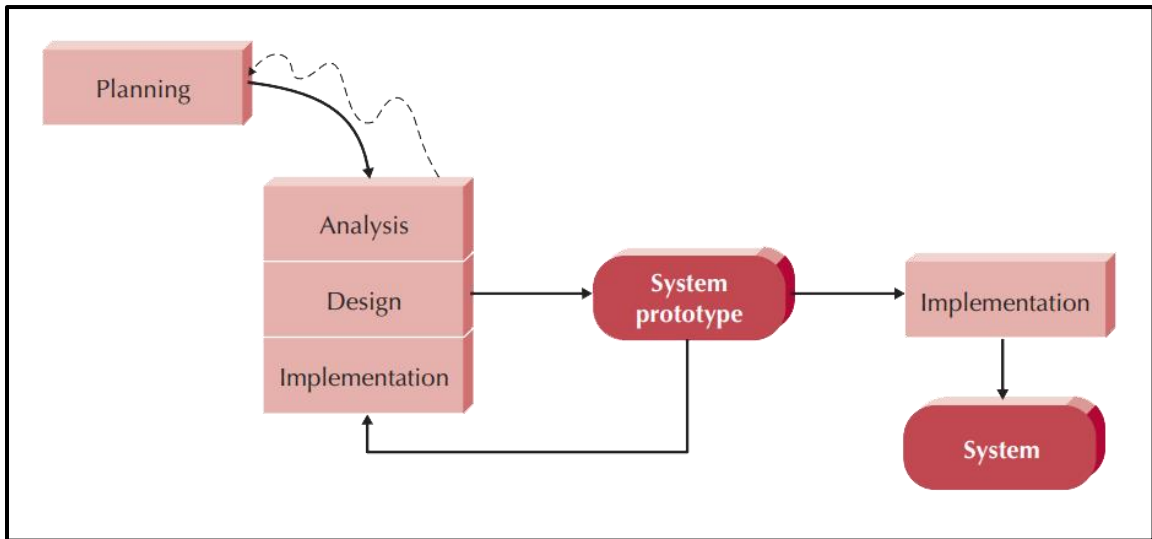 Planning
Analysis
Design
Implementation
System
prototype
Implementation
System